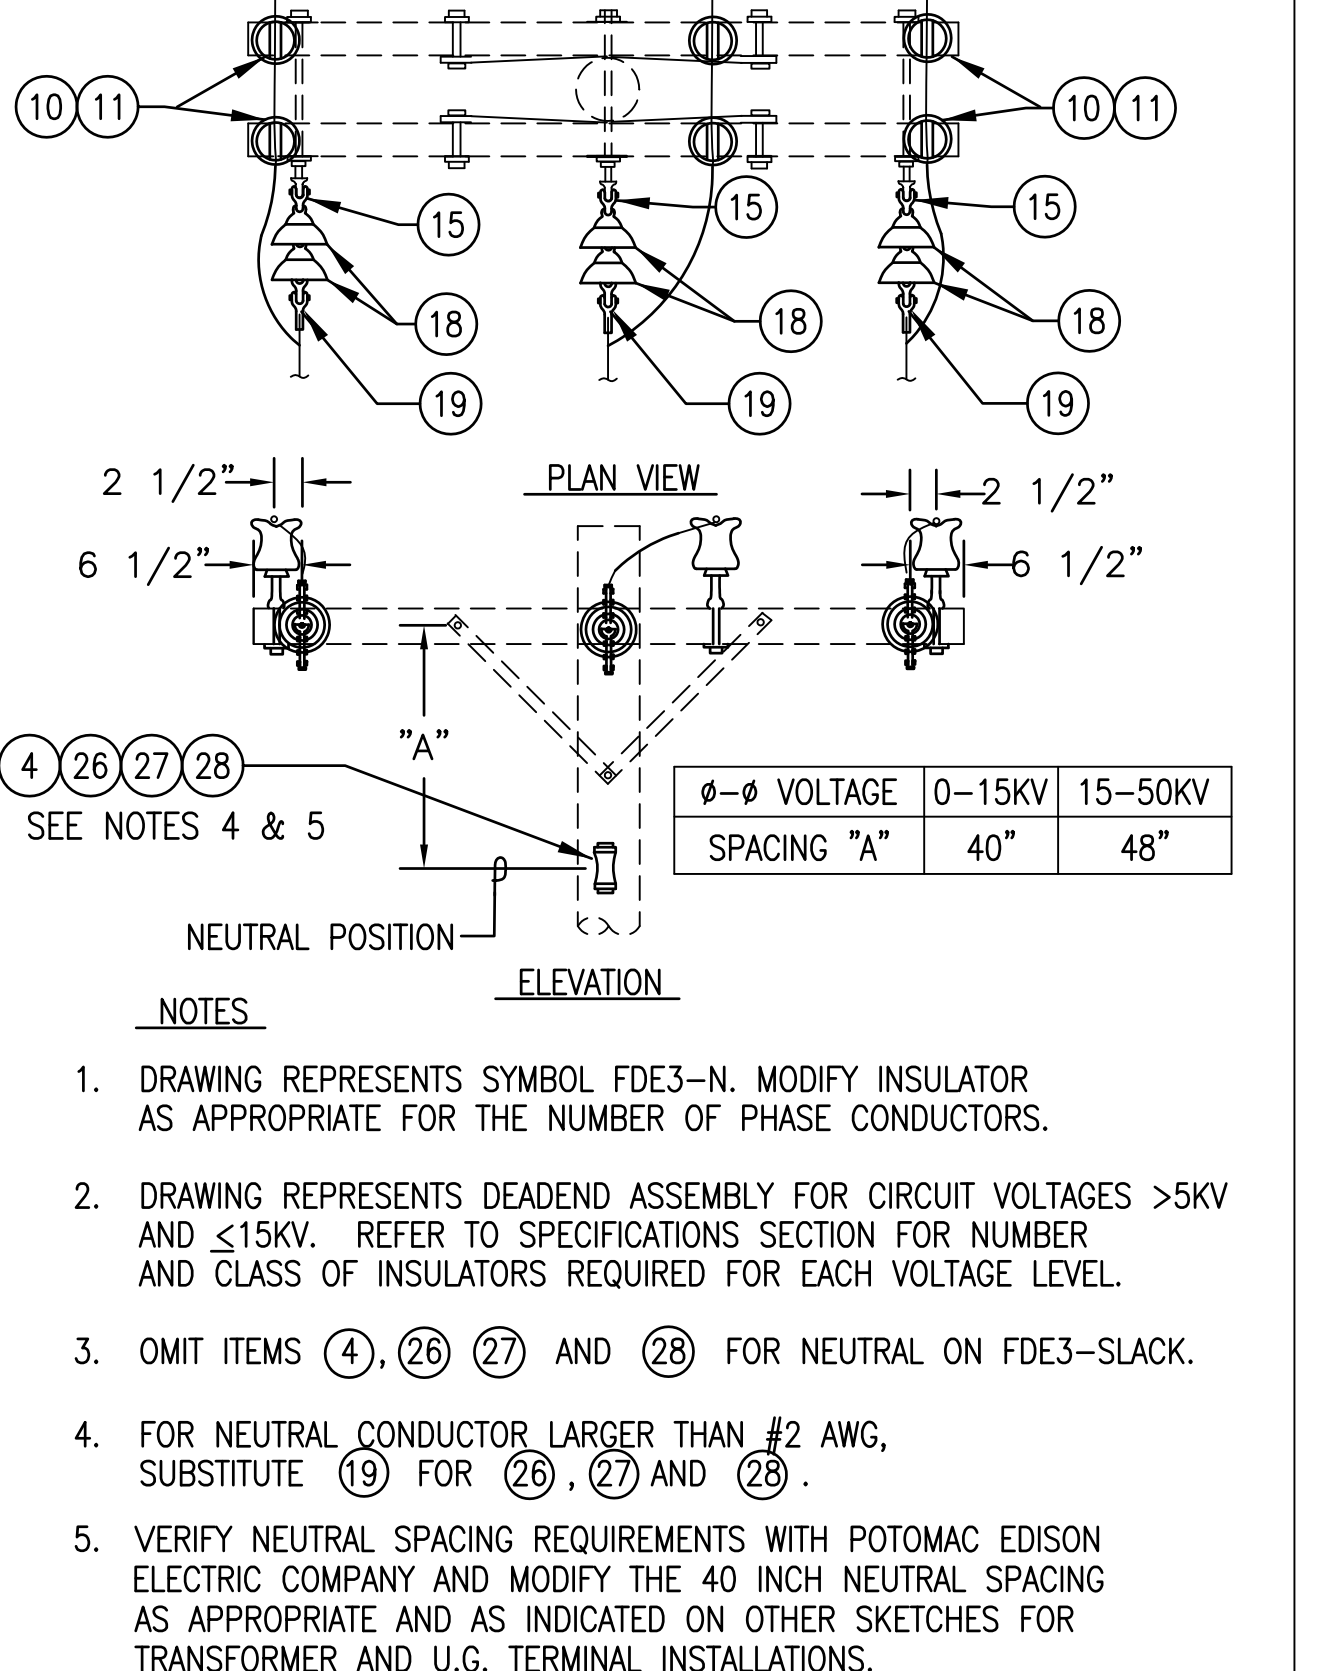 10 11
10 11
15
15
15
18
18
18
19
19
19
PLAN VIEW
2 1/2"
2 1/2"
6 1/2"
6 1/2"
"A"
4 26 27 28
SEE NOTES 4 & 5
ø-ø VOLTAGE 0-15KV 15-50KV
SPACING "A" 40" 48"
NEUTRAL POSITION
ELEVATION
NOTES
1. DRAWING REPRESENTS SYMBOL FDE3-N. MODIFY INSULATOR
AS APPROPRIATE FOR THE NUMBER OF PHASE CONDUCTORS.
2. DRAWING REPRESENTS DEADEND ASSEMBLY FOR CIRCUIT VOLTAGES >5KV
AND ≤15KV. REFER TO SPECIFICATIONS SECTION FOR NUMBER
AND CLASS OF INSULATORS REQUIRED FOR EACH VOLTAGE LEVEL.
3. OMIT ITEMS 4, 26 27 AND 28 FOR NEUTRAL ON FDE3-SLACK.
4. FOR NEUTRAL CONDUCTOR LARGER THAN #2 AWG,
SUBSTITUTE 19 FOR 26, 27 AND 28.
5. VERIFY NEUTRAL SPACING REQUIREMENTS WITH POTOMAC EDISON
ELECTRIC COMPANY AND MODIFY THE 40 INCH NEUTRAL SPACING
AS APPROPRIATE AND AS INDICATED ON OTHER SKETCHES FOR
TRANSFORMER AND U.G. TERMINAL INSTALLATIONS.